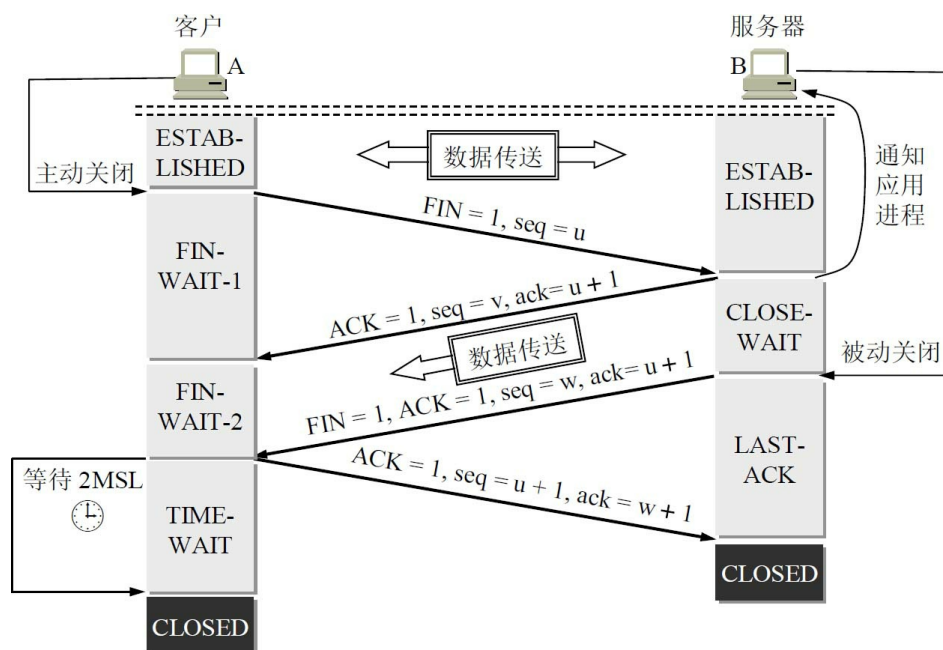 客户
服务器
A
B
ESTAB-
LISHED
数据传送
主动关闭
ESTAB-
LISHED
通知
应用
进程
FIN = 1, seq = u
FIN-
WAIT-1
ACK = 1, seq = v, ack= u + 1
CLOSE-
WAIT
数据传送
被动关闭
FIN-
WAIT-2
FIN = 1, ACK = 1, seq = w, ack= u + 1
LAST-
ACK
等待 2MSL
ACK = 1, seq = u + 1, ack = w + 1
TIME-
WAIT
CLOSED
CLOSED